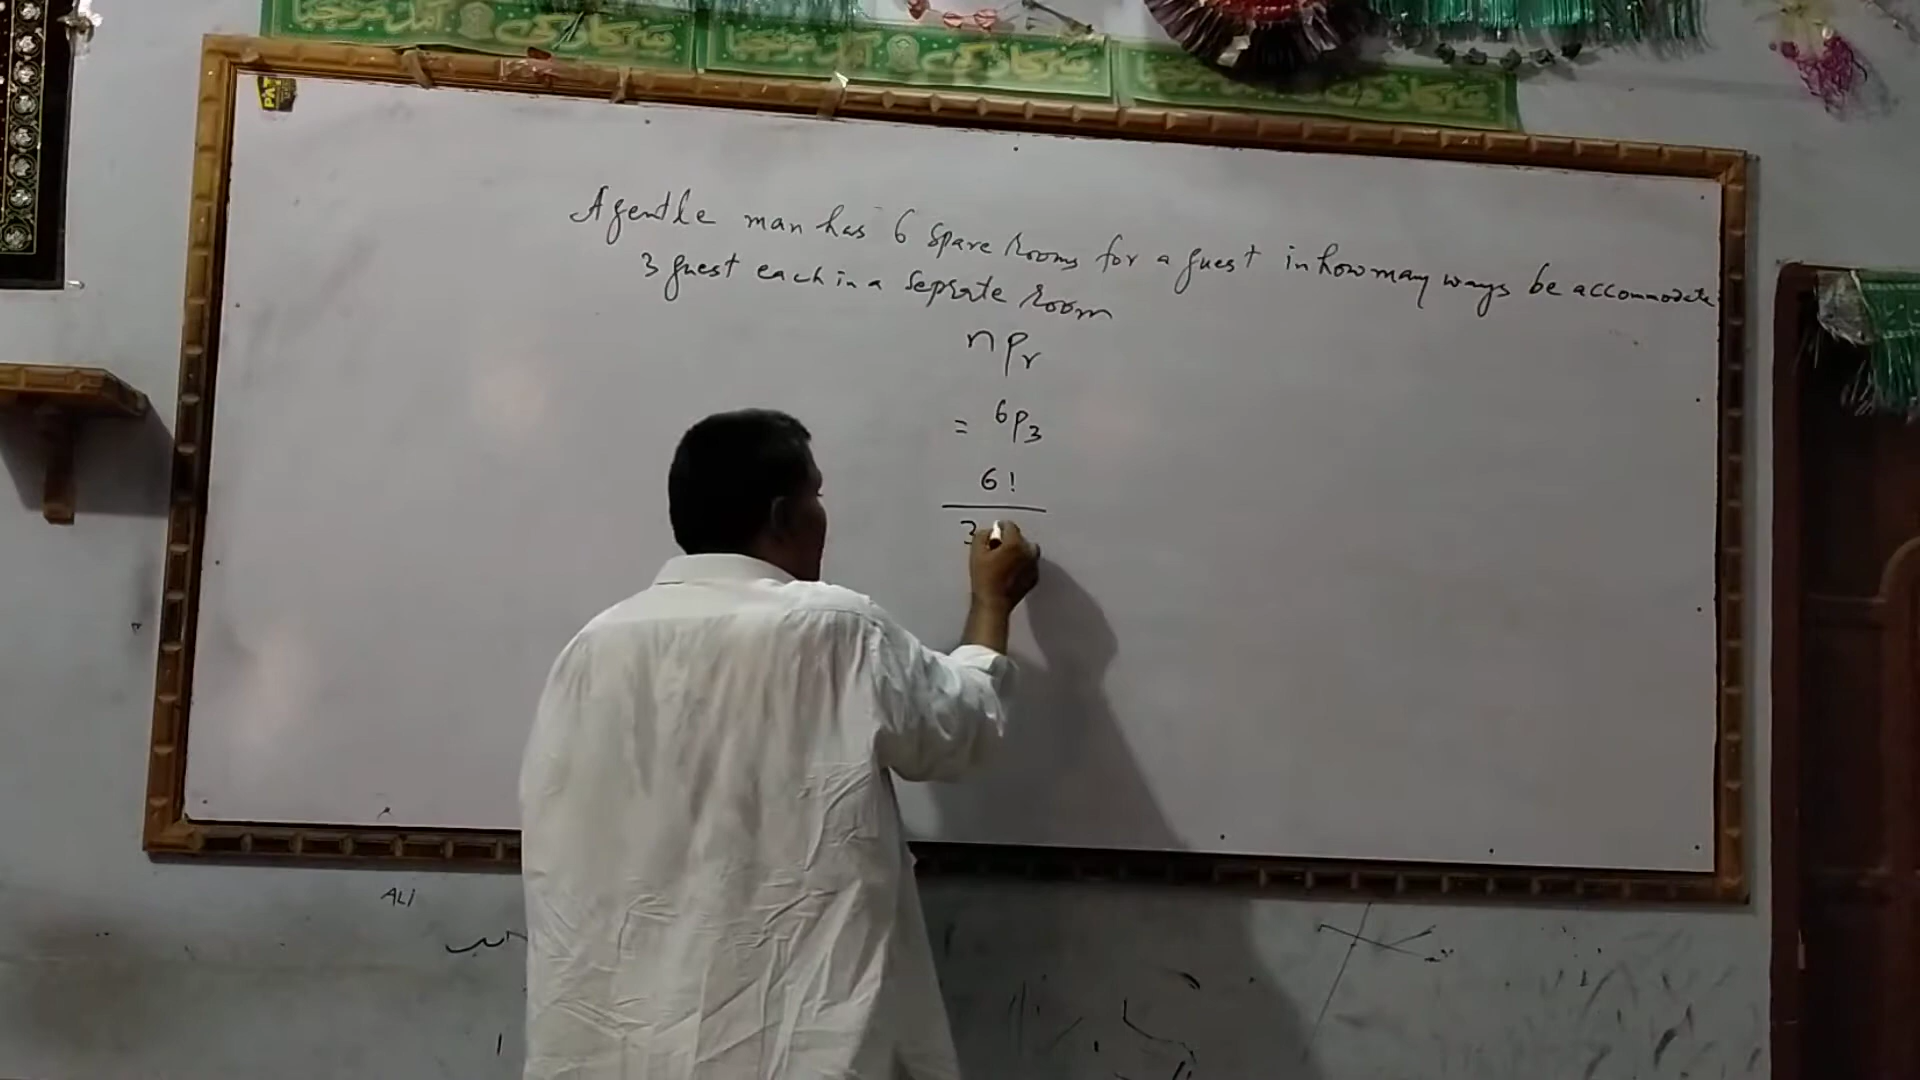 PAT
A gentle man has 6 spare rooms for a guest in how many ways be accommodate
3 guest each in a seprate room
nPr
= 6P3
6!
3
ALi